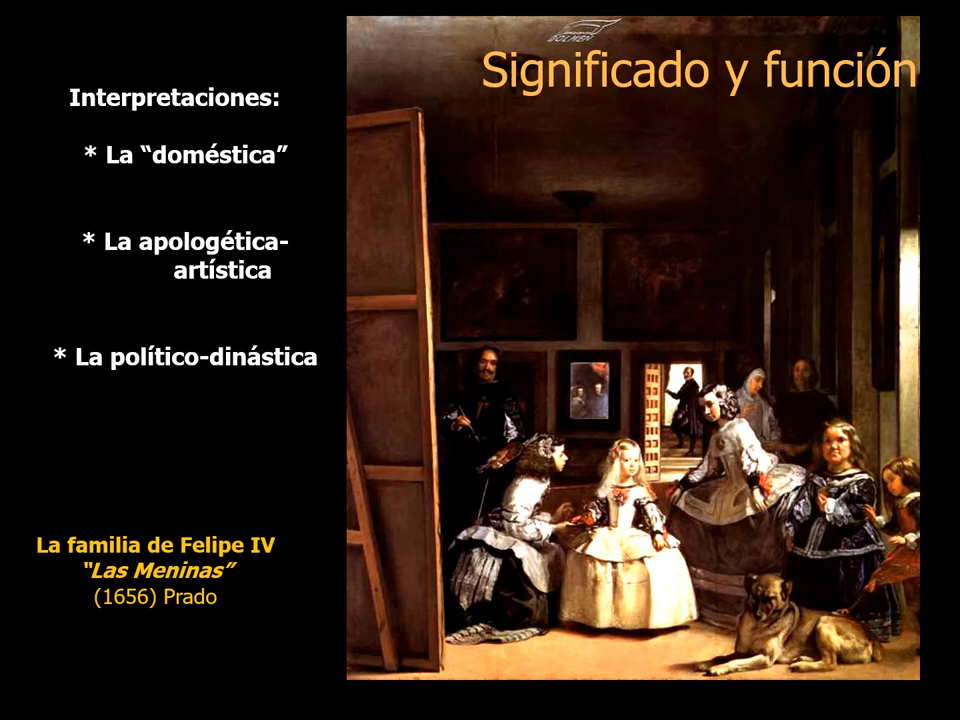 Significado y función
Interpretaciones:
* La “doméstica”
* La apologética-
artística
* La político-dinástica
La familia de Felipe IV
“Las Meninas”
(1656) Prado
DOLMEN